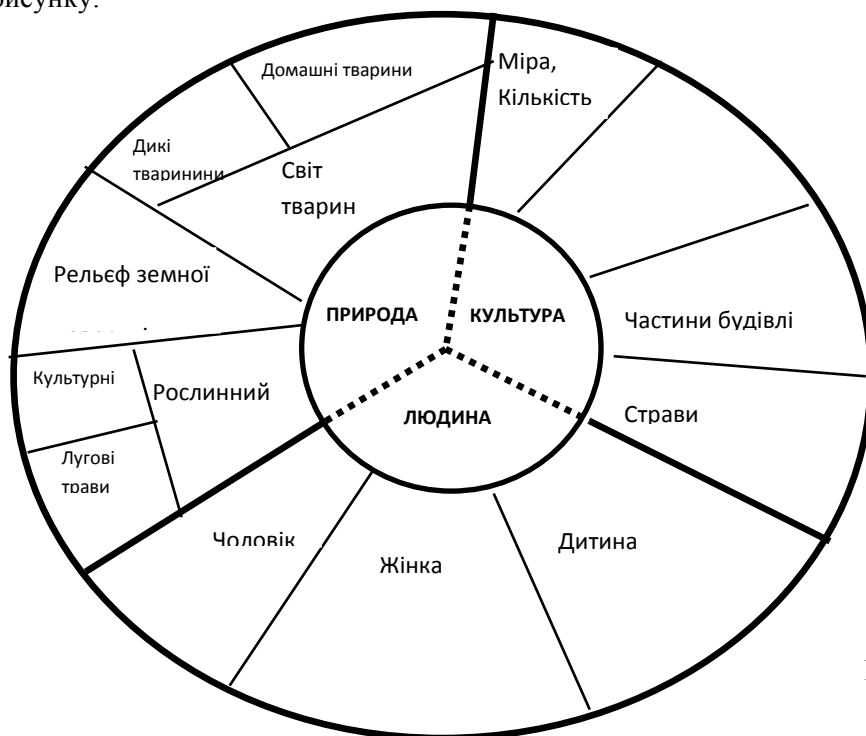 рисунку.
Домашні тварини
Міра,
Кількість
Дикі
тваринини
Світ
тварин
Рельєф земної
ПРИРОДА
КУЛЬТУРА
Частини будівлі
Культурні
Рослинний
ЛЮДИНА
Страви
Лугові
трави
Чоловік
Жінка
Дитина